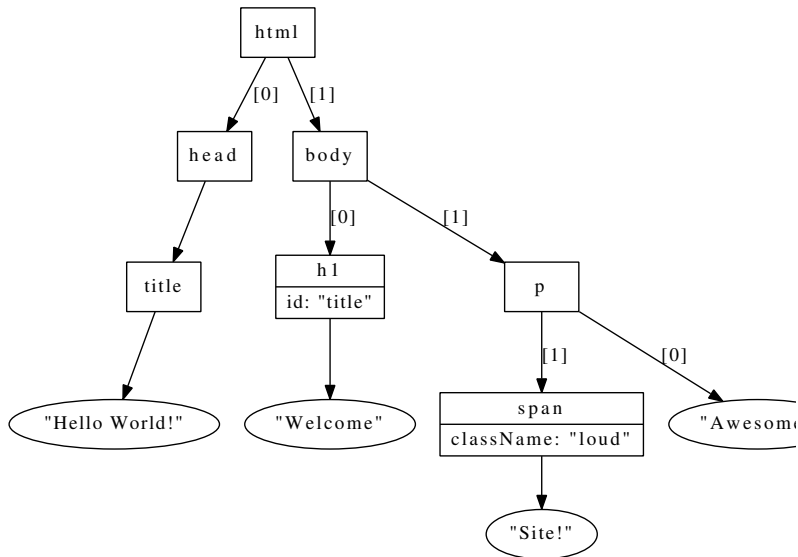 html
[0]
[1]
head
body
[0]
[1]
title
h1
id: "title"
p
[1]
[0]
"Hello World!"
"Welcome"
span
className: "loud"
"Awesome
"Site!"